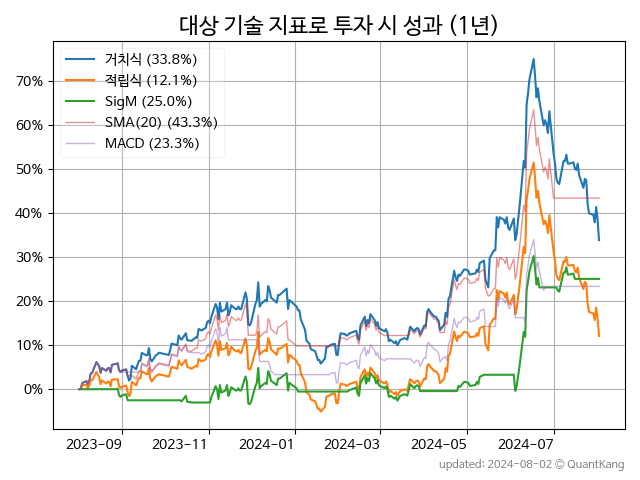 대상 기술 지표로 투자 시 성과 (1년)
거치식 (33.8%)
적립식 (12.1%)
SigM (25.0%)
SMA(20) (43.3%)
MACD (23.3%)
70%
60%
50%
40%
30%
20%
10%
0%
2023-09 2023-11 2024-01 2024-03 2024-05 2024-07
updated: 2024-08-02 © QuantKang